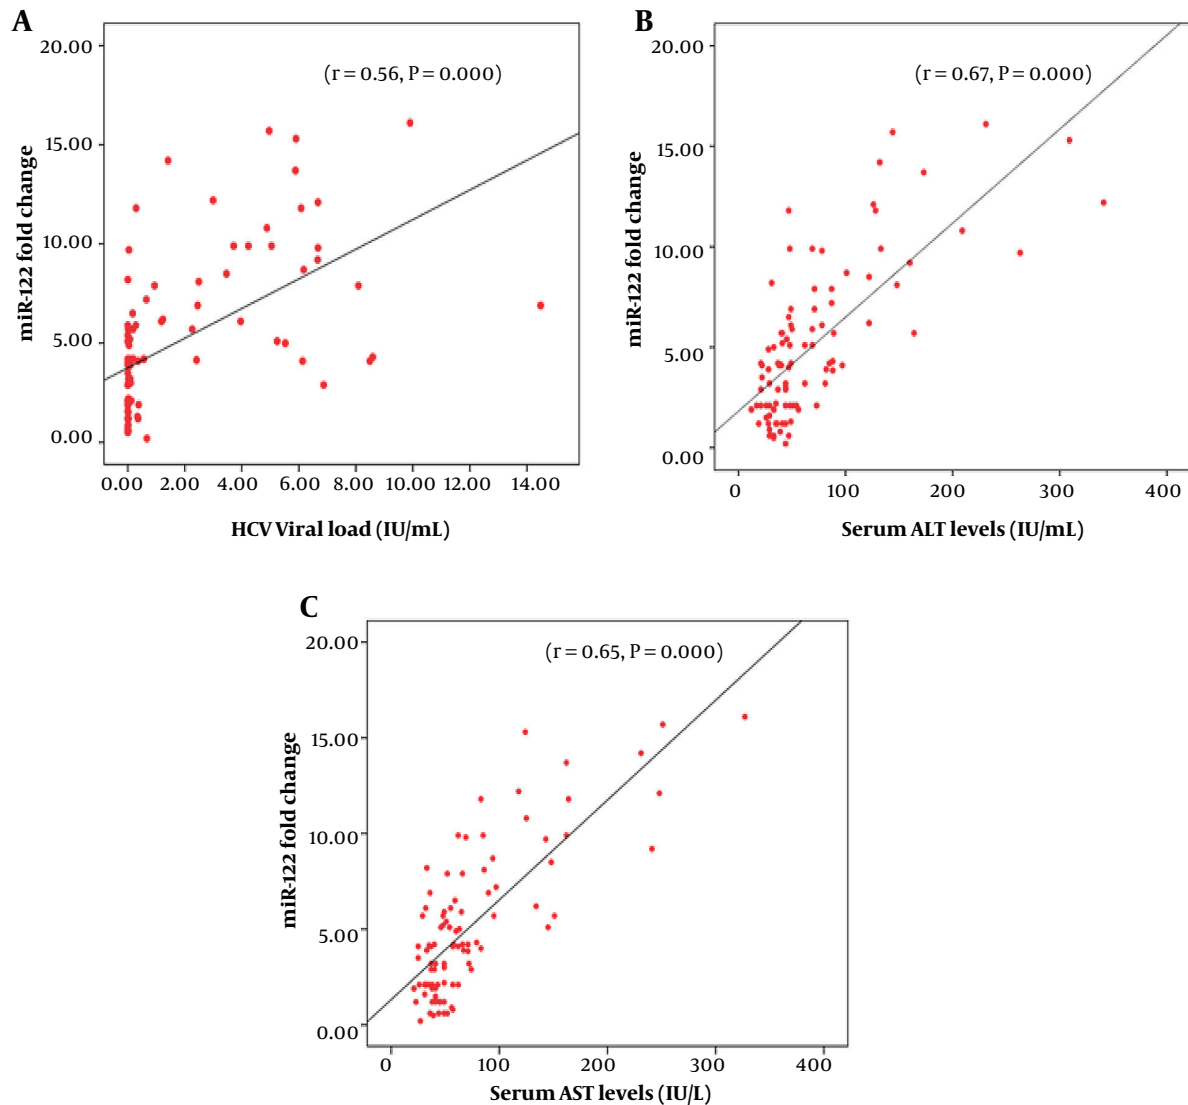 A
(r = 0.56, P = 0.000)
20.00
15.00
10.00
5.00
0.00
miR-122 fold change
0.00 2.00 4.00 6.00 8.00 10.00 12.00 14.00
HCV Viral load (IU/mL)
B
(r = 0.67, P = 0.000)
20.00
15.00
10.00
5.00
0.00
miR-122 fold change
0 100 200 300 400
Serum ALT levels (IU/mL)
C
(r = 0.65, P = 0.000)
20.00
15.00
10.00
5.00
0.00
miR-122 fold change
0 100 200 300 400
Serum AST levels (IU/L)